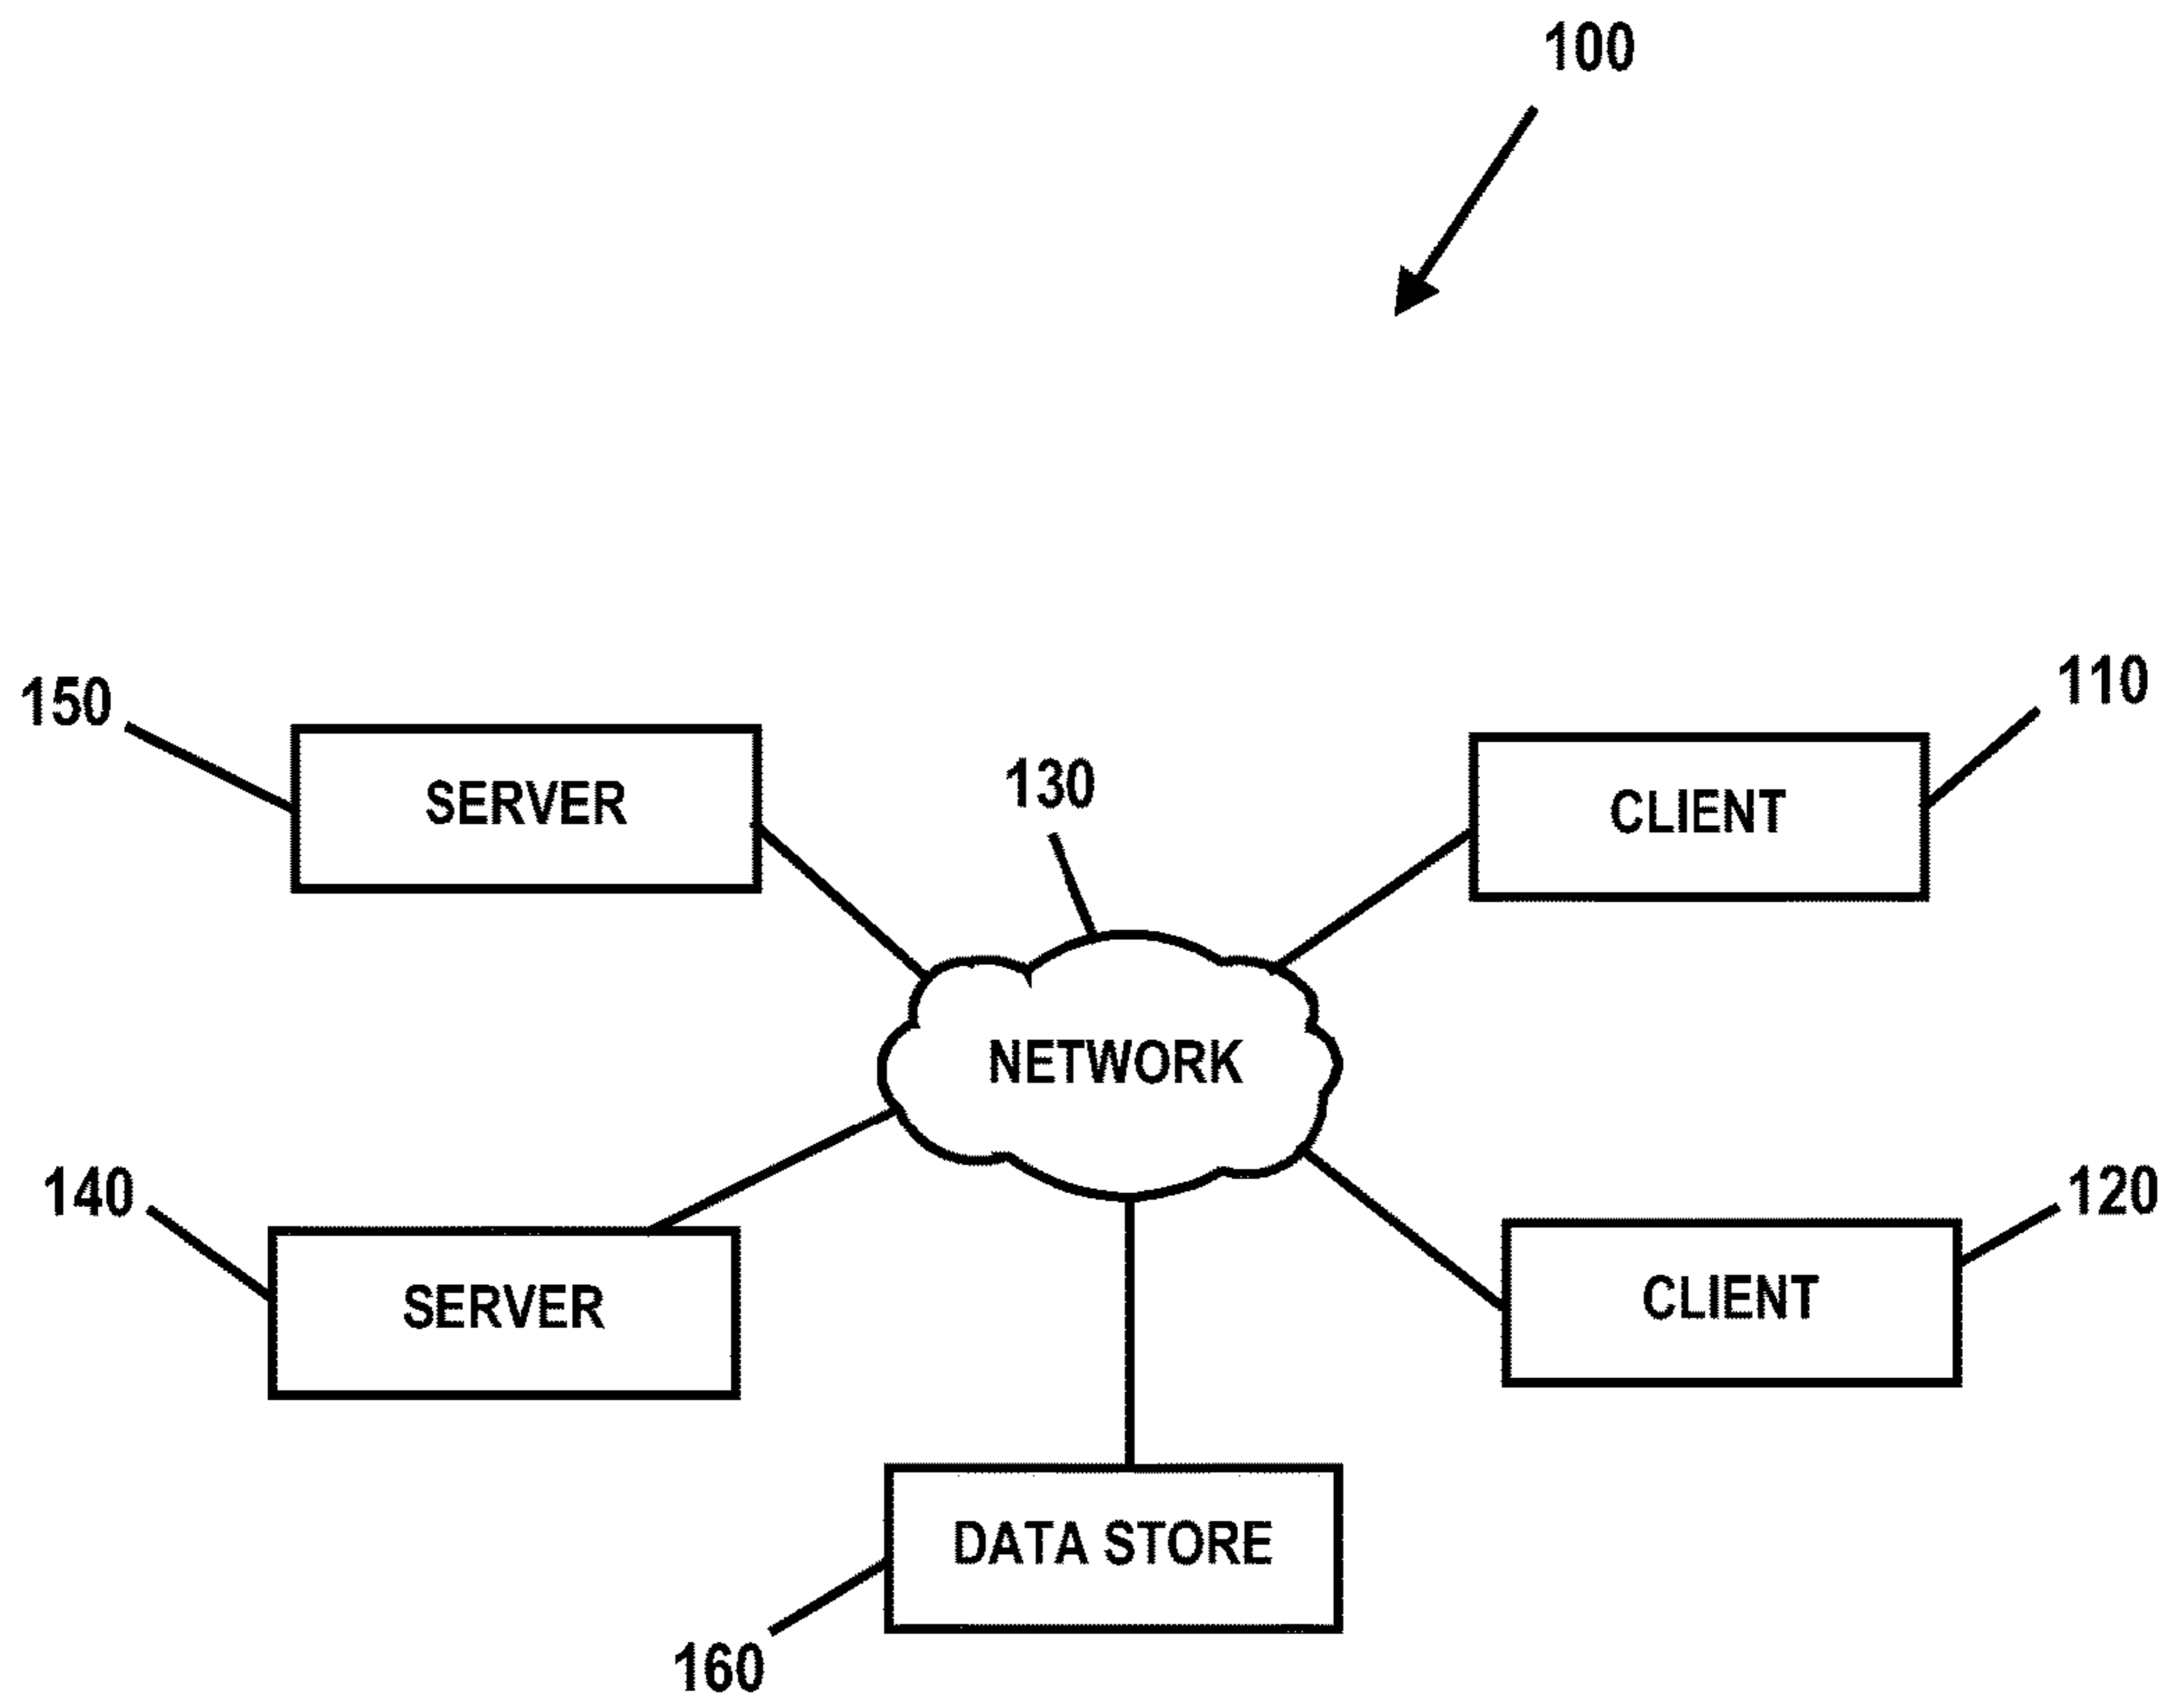 100
150
SERVER
130
110
CLIENT
NETWORK
140
SERVER
120
CLIENT
DATA STORE
160